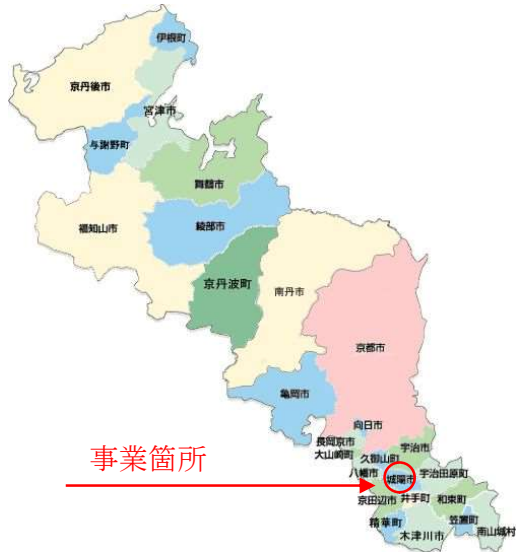 伊根町
京丹後市
宮津市
与謝野町
舞鶴市
福知山市
綾部市
京丹波町
南丹市
京都市
亀岡市
向日市
長岡京市
大山崎町
宇治市
久御山町
八幡市
城陽市
宇治田原町
事業箇所
京田辺市
井手町
和束町
精華町
笠置町
木津川市
南山城村